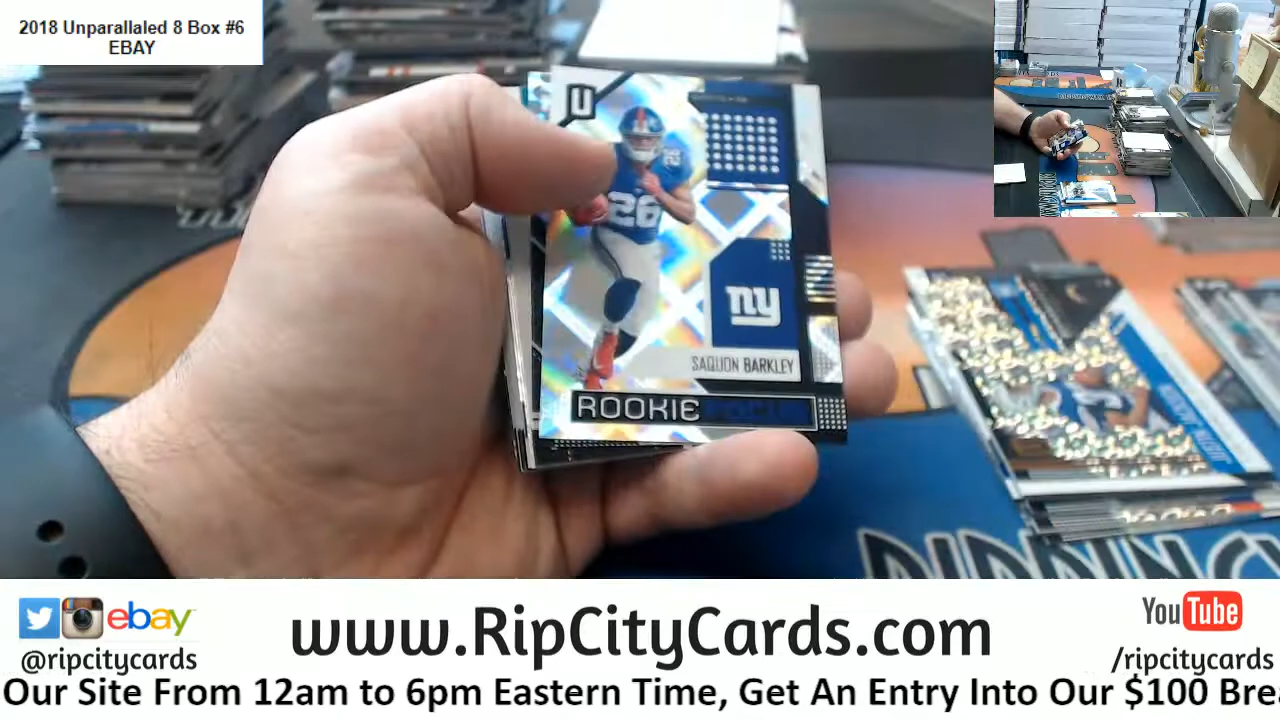 2018 Unparallaled 8 Box #6
EBAY
U
26
ny
SAQUON BARKLEY
ROOKIE
ebay
@ripcitycards
www.RipCityCards.com
YouTube
/ripcitycards
Our Site From 12am to 6pm Eastern Time, Get An Entry Into Our $100 Brea